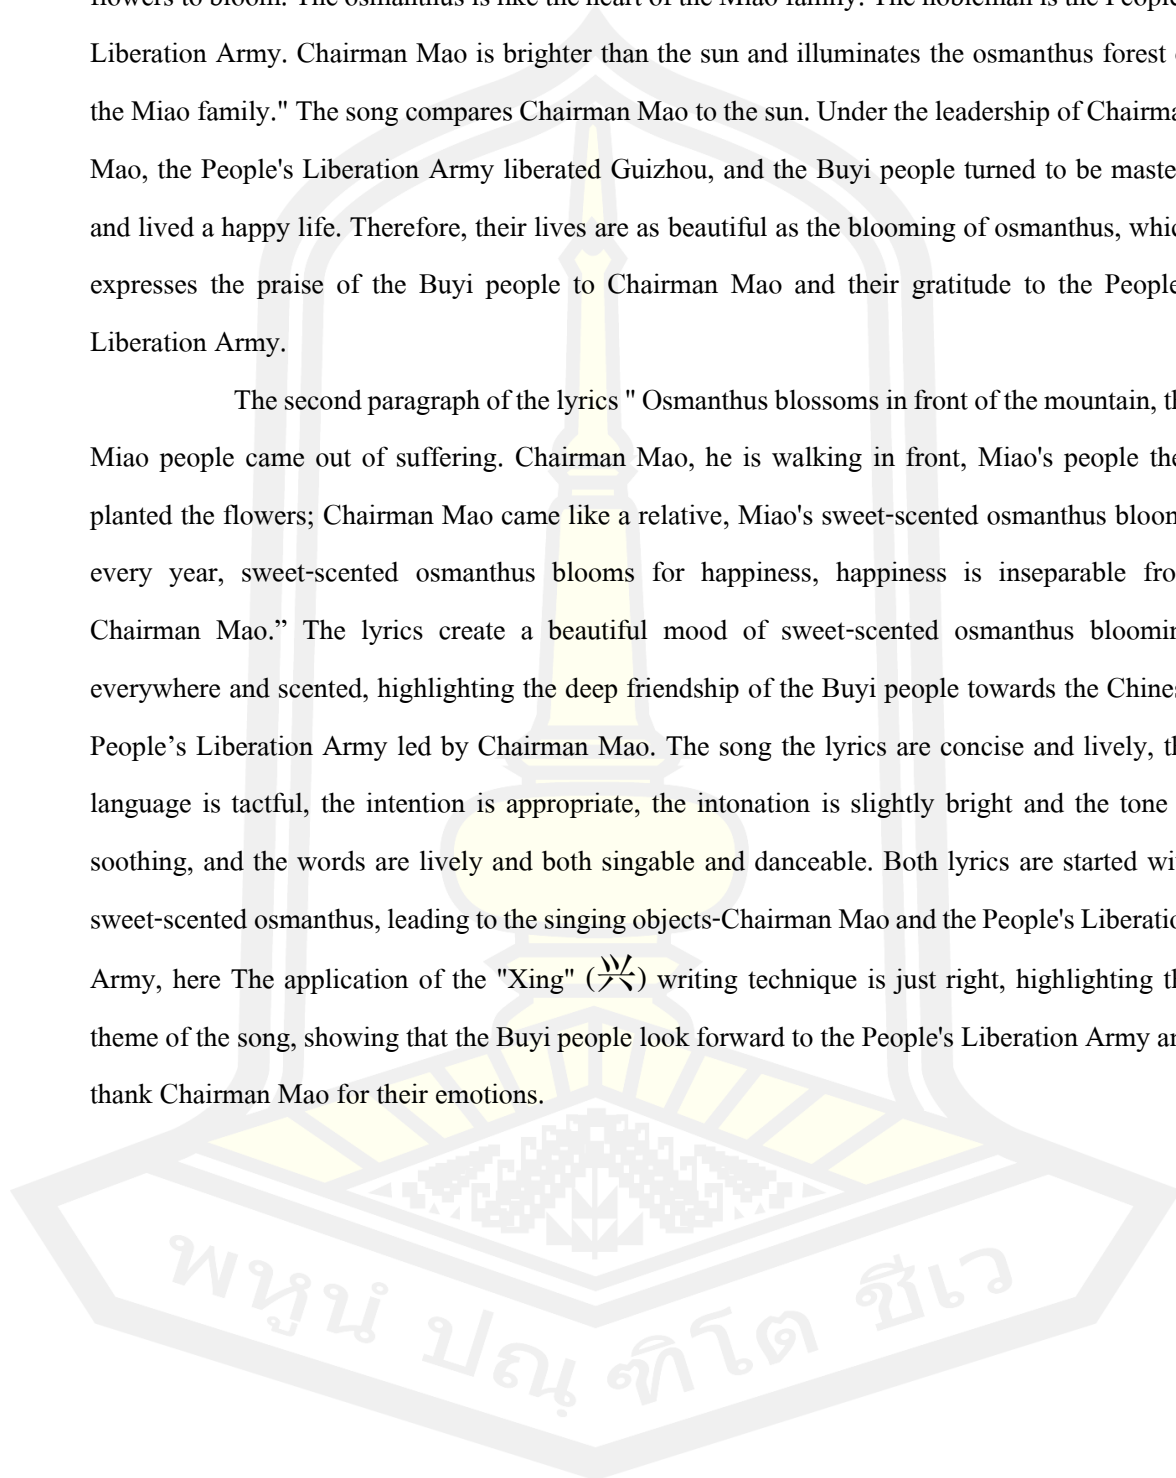 flowers to bloom. The osmanthus is like the heart of the Miao family. The nobleman is the People
Liberation Army. Chairman Mao is brighter than the sun and illuminates the osmanthus forest
the Miao family." The song compares Chairman Mao to the sun. Under the leadership of Chairma
Mao, the People's Liberation Army liberated Guizhou, and the Buyi people turned to be maste
and lived a happy life. Therefore, their lives are as beautiful as the blooming of osmanthus, whic
expresses the praise of the Buyi people to Chairman Mao and their gratitude to the People
Liberation Army.
The second paragraph of the lyrics " Osmanthus blossoms in front of the mountain, th
Miao people came out of suffering. Chairman Mao, he is walking in front, Miao's people the
planted the flowers; Chairman Mao came like a relative, Miao's sweet-scented osmanthus bloom
every year, sweet-scented osmanthus blooms for happiness, happiness is inseparable fro
Chairman Mao.” The lyrics create a beautiful mood of sweet-scented osmanthus bloomin
everywhere and scented, highlighting the deep friendship of the Buyi people towards the Chines
People’s Liberation Army led by Chairman Mao. The song the lyrics are concise and lively, th
language is tactful, the intention is appropriate, the intonation is slightly bright and the tone
soothing, and the words are lively and both singable and danceable. Both lyrics are started wit
sweet-scented osmanthus, leading to the singing objects-Chairman Mao and the People's Liberatio
Army, here The application of the "Xing" (兴) writing technique is just right, highlighting th
theme of the song, showing that the Buyi people look forward to the People's Liberation Army an
thank Chairman Mao for their emotions.
พหูนํ ปณฺฑิโต ชีเว